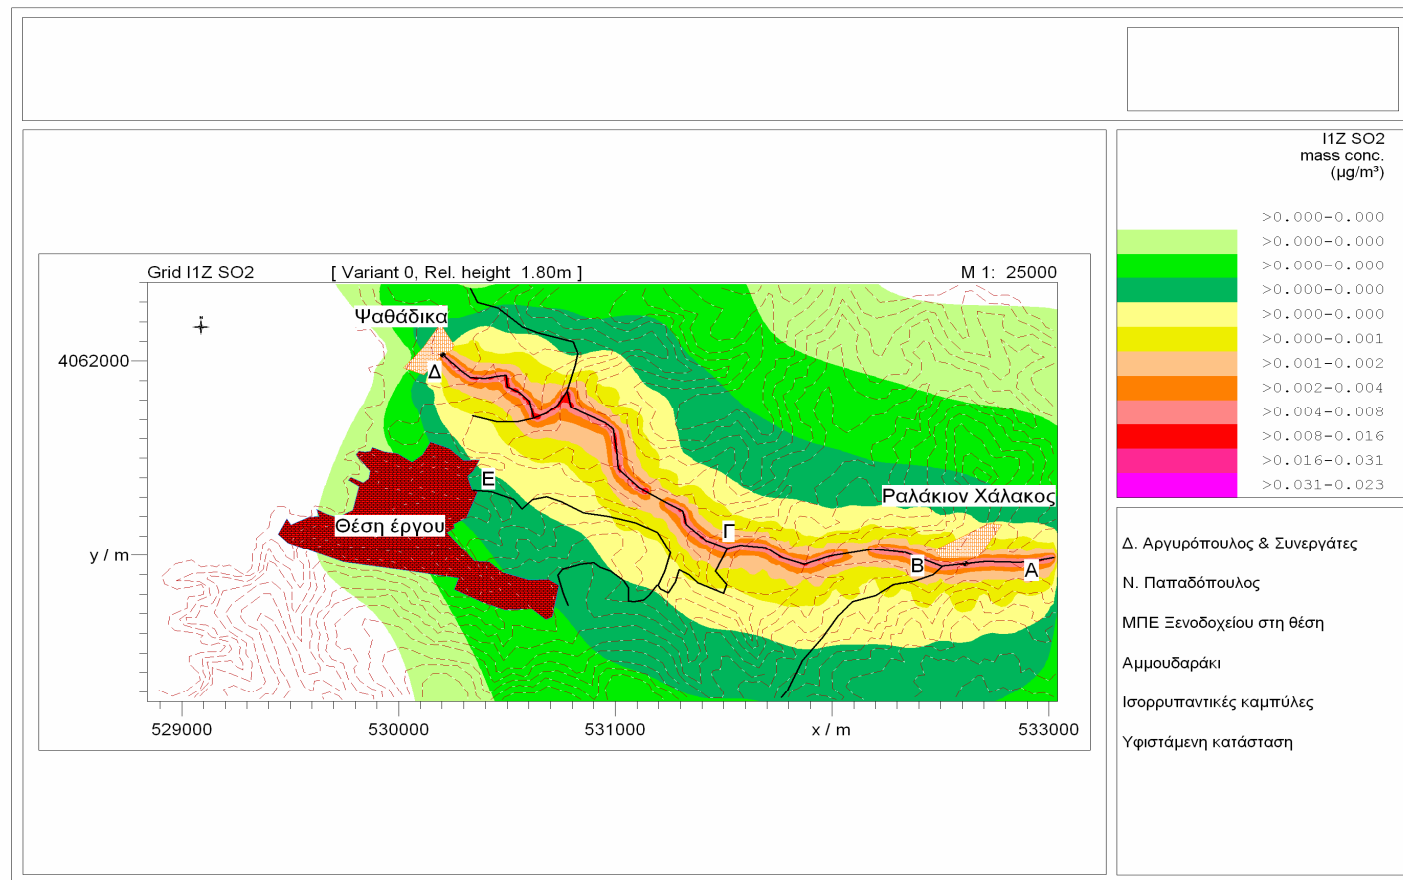 I1Z SO2
mass conc.
(µg/m³)
>0.000-0.000
>0.000-0.000
>0.000-0.000
>0.000-0.000
>0.000-0.000
>0.000-0.001
>0.001-0.002
>0.002-0.004
>0.004-0.008
>0.008-0.016
>0.016-0.031
>0.031-0.023
Grid I1Z SO2 [ Variant 0, Rel. height 1.80m ] M 1: 25000
Ψαθάδικα
4062000
Δ
Ε
Ραλάκιον Χάλακος
Θέση έργου
Γ
y / m
Β
Α
529000 530000 531000 x / m 533000
Δ. Αργυρόπουλος & Συνεργάτες
Ν. Παπαδόπουλος
ΜΠΕ Ξενοδοχείου στη θέση
Αμμουδαράκι
Ισορρυπαντικές καμπύλες
Υφιστάμενη κατάσταση